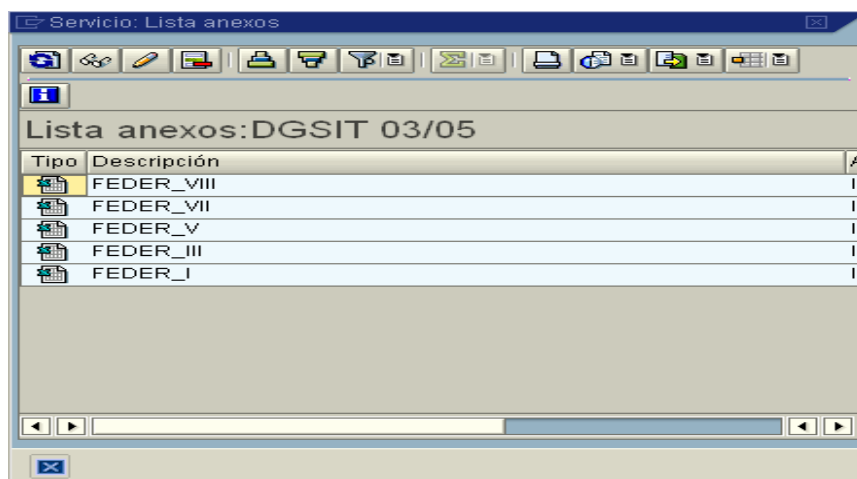 Servicio: Lista anexos
Lista anexos:DGSIT 03/05
Tipo Descripción
FEDER_VIII
FEDER_VII
FEDER_V
FEDER_III
FEDER_I